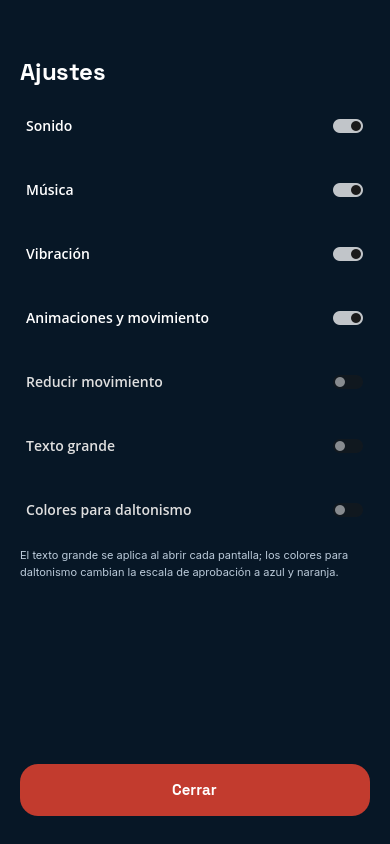 Ajustes
Sonido
Música
Vibración
Animaciones y movimiento
Reducir movimiento
Texto grande
Colores para daltonismo
El texto grande se aplica al abrir cada pantalla; los colores para
daltonismo cambian la escala de aprobación a azul y naranja.
Cerrar